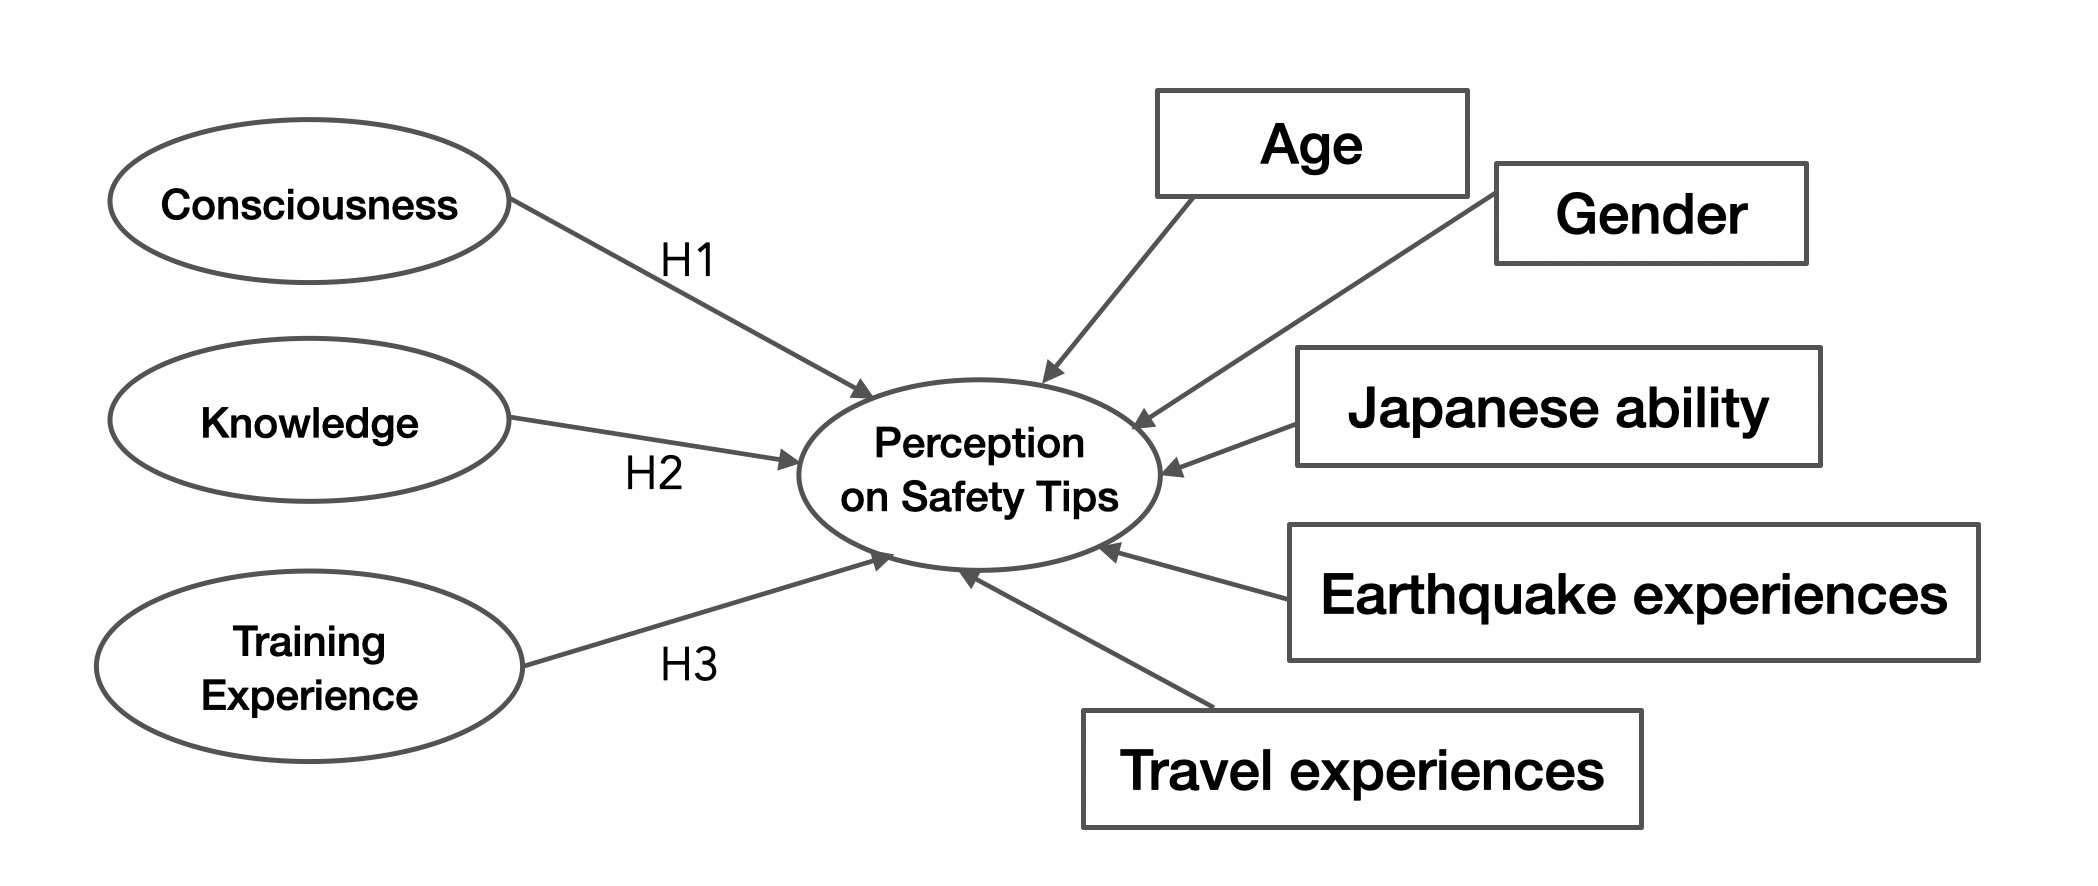 Consciousness
H1
Knowledge
H2
Training
Experience
H3
Perception
on Safety Tips
Age
Gender
Japanese ability
Earthquake experiences
Travel experiences